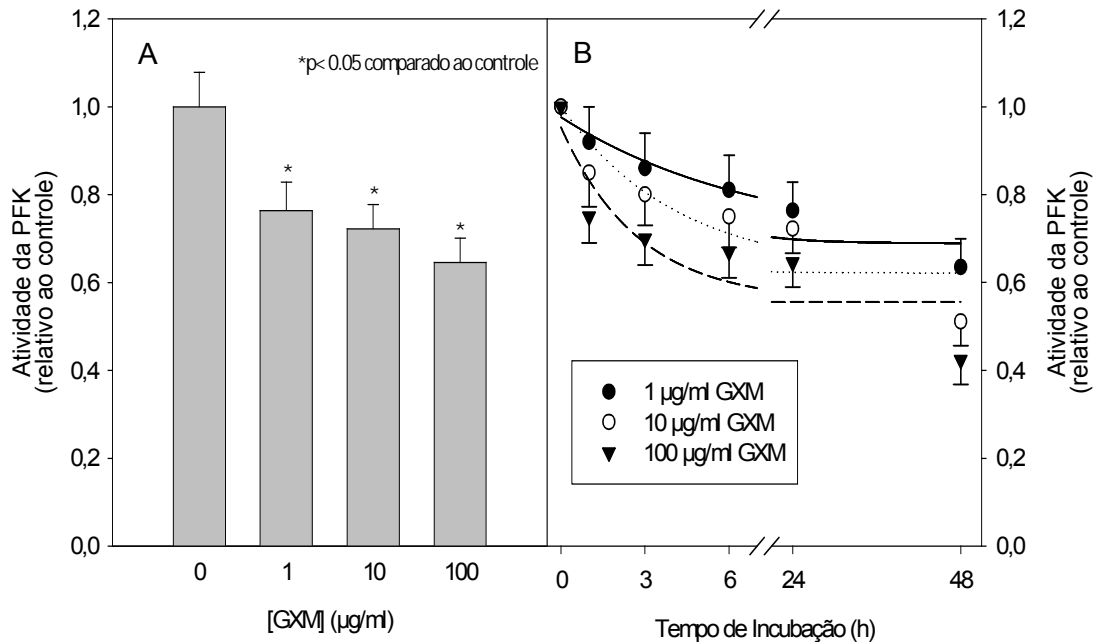 A
*p< 0.05 comparado ao controle
Atividade da PFK
(relativo ao controle)
1,2
1,0
0,8
0,6
0,4
0,2
0,0
0 1 10 100
[GXM] (µg/ml)
B
1 µg/ml GXM
10 µg/ml GXM
100 µg/ml GXM
0 3 6 24 48
Tempo de Incubação (h)
1,2
1,0
0,8
0,6
0,4
0,2
0,0
Atividade da PFK
(relativo ao controle)
*
*
*